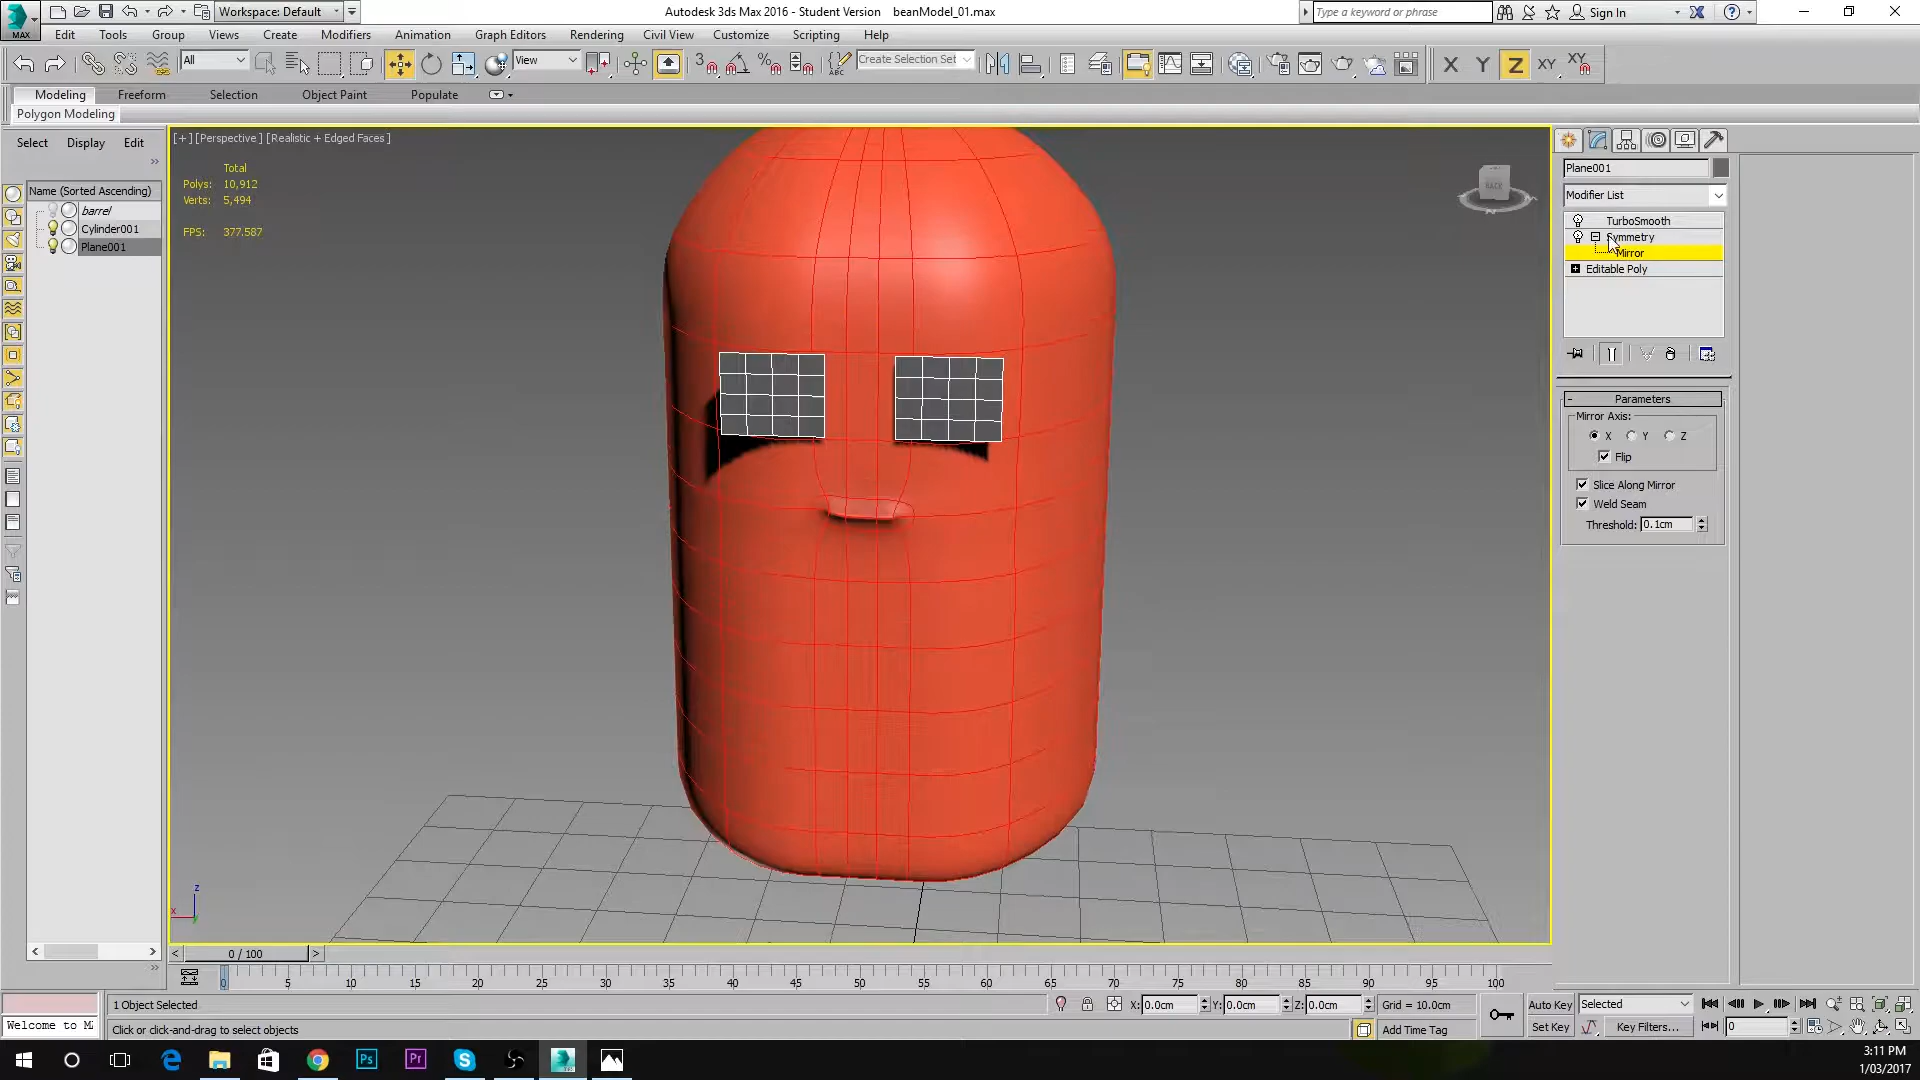 Workspace: Default
Autodesk 3ds Max 2016 - Student Version beanModel_01.max
Type a keyword or phrase
Sign In
MAX
Edit Tools Group Views Create Modifiers Animation Graph Editors Rendering Civil View Customize Scripting Help
All
View
3
ABC
Create Selection Set
X Y Z XY XY
Modeling Freeform Selection Object Paint Populate
Polygon Modeling
Select Display Edit
Name (Sorted Ascending)
barrel
Cylinder001
Plane001
[+] [Perspective] [Realistic + Edged Faces]
Total
Polys: 10,912
Verts: 5,494
FPS: 377.587
BACK
z
x
Plane001
Modifier List
TurboSmooth
Symmetry
Mirror
Editable Poly
Parameters
Mirror Axis:
X Y Z
Flip
Slice Along Mirror
Weld Seam
Threshold: 0.1cm
0 / 100
0 5 10 15 20 25 30 35 40 45 50 55 60 65 70 75 80 85 90 95 100
1 Object Selected
X: 0.0cm Y: 0.0cm Z: 0.0cm Grid = 10.0cm
Auto Key Selected
Welcome to M
Click or click-and-drag to select objects
Add Time Tag
Set Key Key Filters... 0
Ps Pr
3:11 PM
1/03/2017